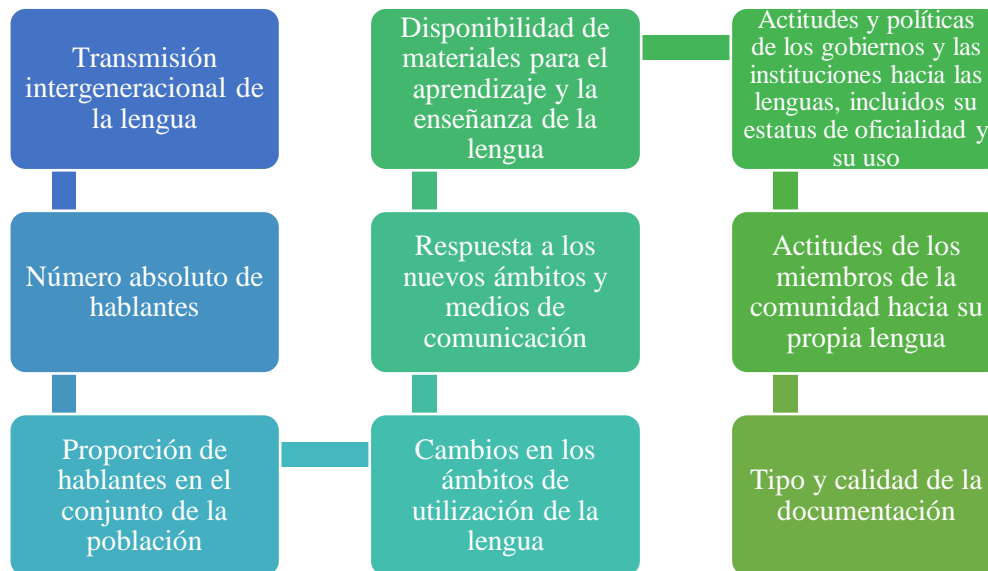 Transmisión
intergeneracional de
la lengua
Número absoluto de
hablantes
Proporción de
hablantes en el
conjunto de la
población
Cambios en los
ámbitos de
utilización de la
lengua
Respuesta a los
nuevos ámbitos y
medios de
comunicación
Disponibilidad de
materiales para el
aprendizaje y la
enseñanza de la
lengua
Actitudes y políticas
de los gobiernos y las
instituciones hacia las
lenguas, incluidos su
estatus de oficialidad y
su uso
Actitudes de los
miembros de la
comunidad hacia su
propia lengua
Tipo y calidad de la
documentación